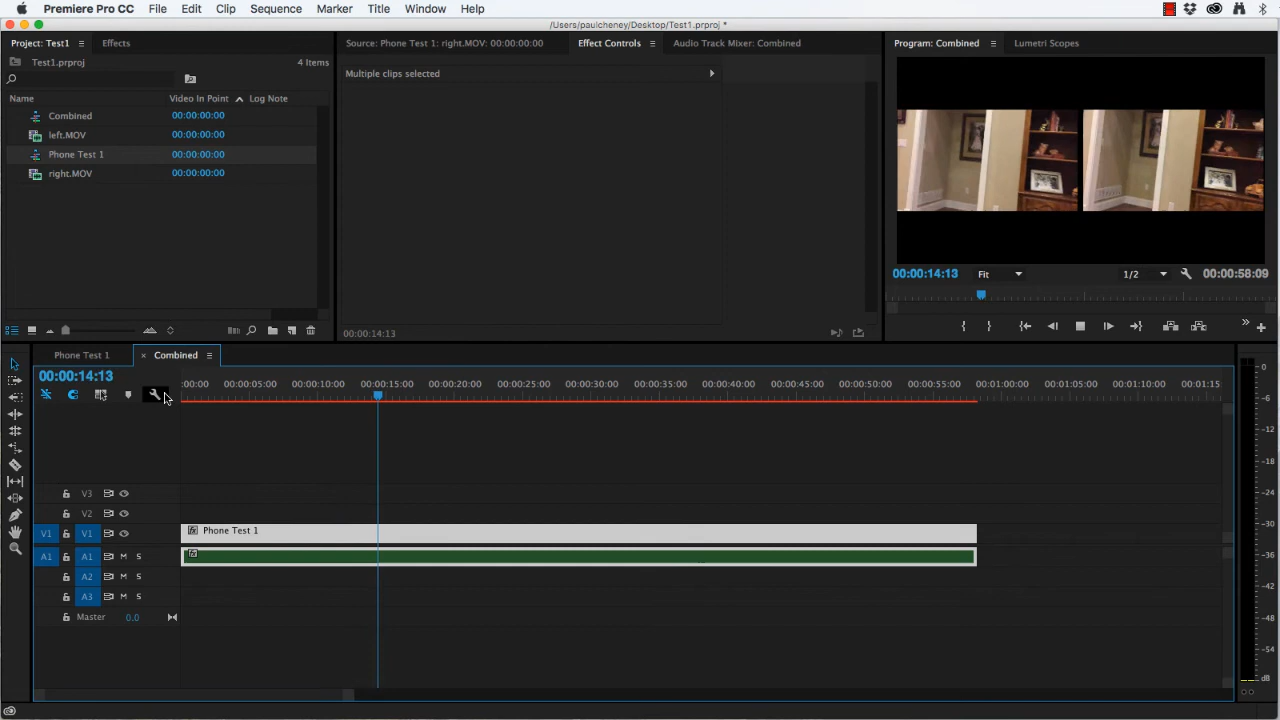 Premiere Pro CC File Edit Clip Sequence Marker Title Window Help
/Users/paulcheney/Desktop/Test1.prproj *
Project: Test1 Effects
Source: Phone Test 1: right.MOV: 00:00:00:00 Effect Controls Audio Track Mixer: Combined
Program: Combined Lumetri Scopes
Test1.prproj 4 Items
Multiple clips selected
Name Video In Point Log Note
Combined 00:00:00:00
left.MOV 00:00:00:00
Phone Test 1 00:00:00:00
right.MOV 00:00:00:00
00:00:14:13 Fit 1/2 00:00:58:09
00:00:14:13
Phone Test 1 × Combined
00:00:14:13
:00:00 00:00:05:00 00:00:10:00 00:00:15:00 00:00:20:00 00:00:25:00 00:00:30:00 00:00:35:00 00:00:40:00 00:00:45:00 00:00:50:00 00:00:55:00 00:01:00:00 00:01:05:00 00:01:10:00 00:01:15
V3
V2
V1 V1 fx Phone Test 1
A1 A1 M S fx
A2 M S
A3 M S
Master 0.0
0
-6
-12
-18
-24
-30
-36
-42
-48
-54
dB